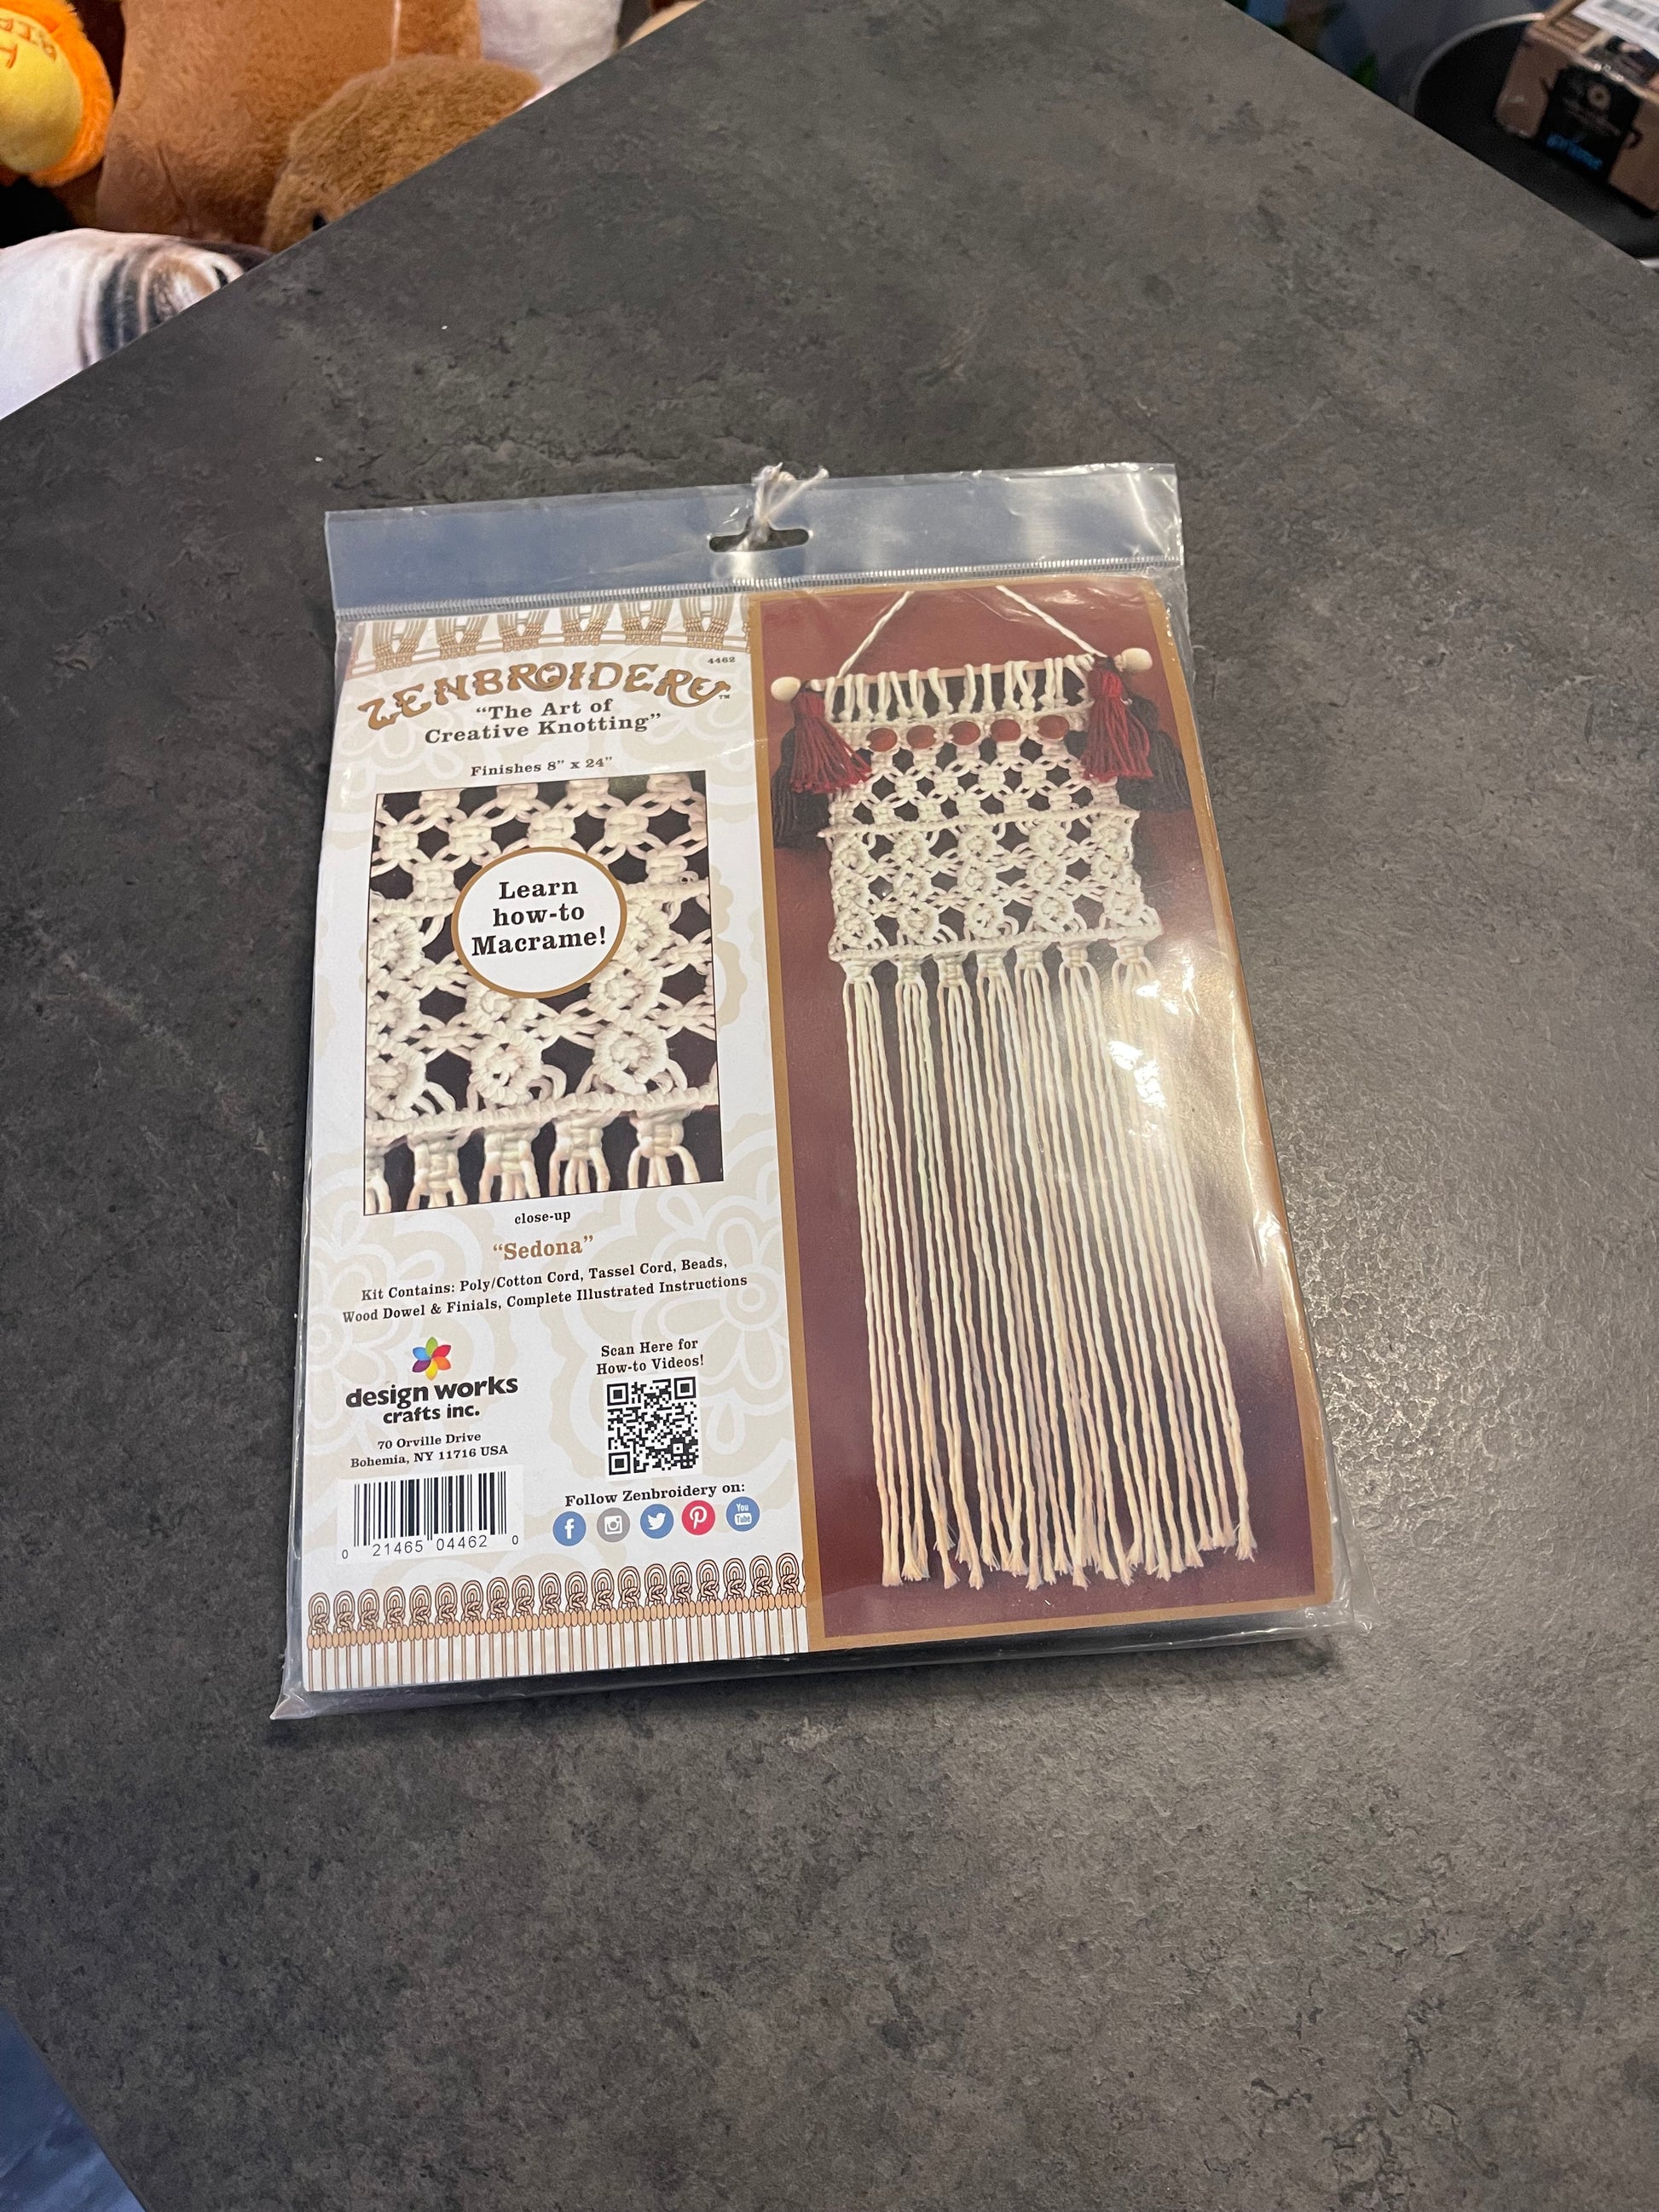 4462
ZENBROIDERY™
“The Art of
Creative Knotting”
Finishes 8” x 24”
Learn
how-to
Macrame!
close-up
“Sedona”
Kit Contains: Poly/Cotton Cord, Tassel Cord, Beads,
Wood Dowel & Finials, Complete Illustrated Instructions
design works
crafts inc.
70 Orville Drive
Bohemia, NY 11716 USA
0 21465 04462 0
Scan Here for
How-to Videos!
Follow Zenbroidery on:
You
Tube